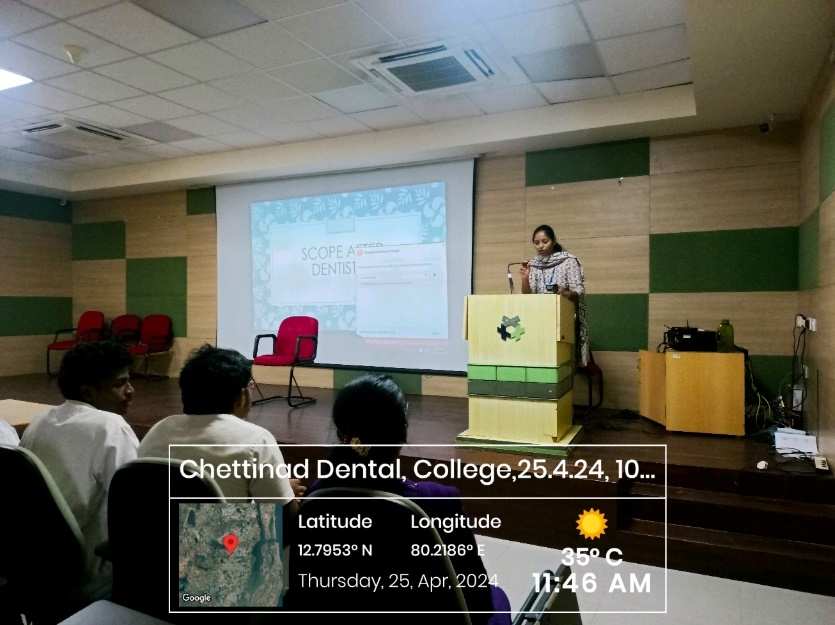 SCOPE AFTER
DENTIST
Chettinad Dental, College,25.4.24, 10...
Latitude
Longitude
12.7953° N
80.2186° E
Thursday, 25, Apr, 2024
35° C
11:46 AM
Google